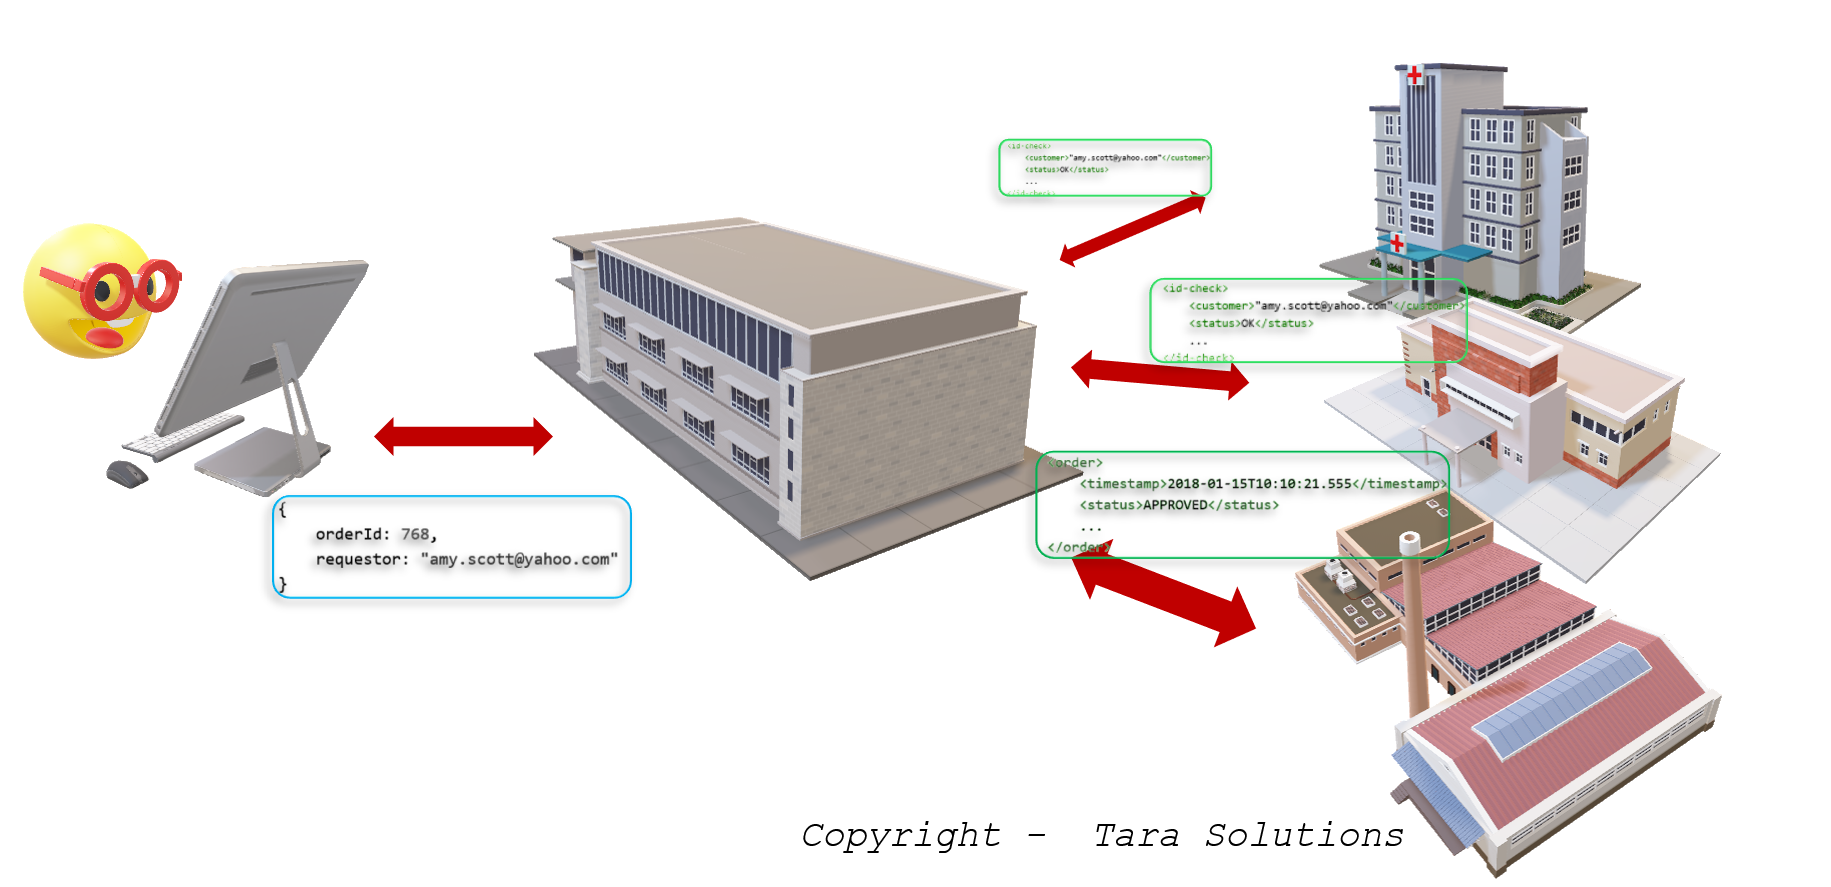 <id-check>
<customer>"amy.scott@yahoo.com"</customer>
<status>OK</status>
...
</id-check>
<id-check>
<customer>"amy.scott@yahoo.com"</customer>
<status>OK</status>
...
</id-check>
<order>
<timestamp>2018-01-15T10:10:21.555</timestamp>
<status>APPROVED</status>
...
</order>
{
orderId: 768,
requestor: "amy.scott@yahoo.com"
}
Copyright - Tara Solutions